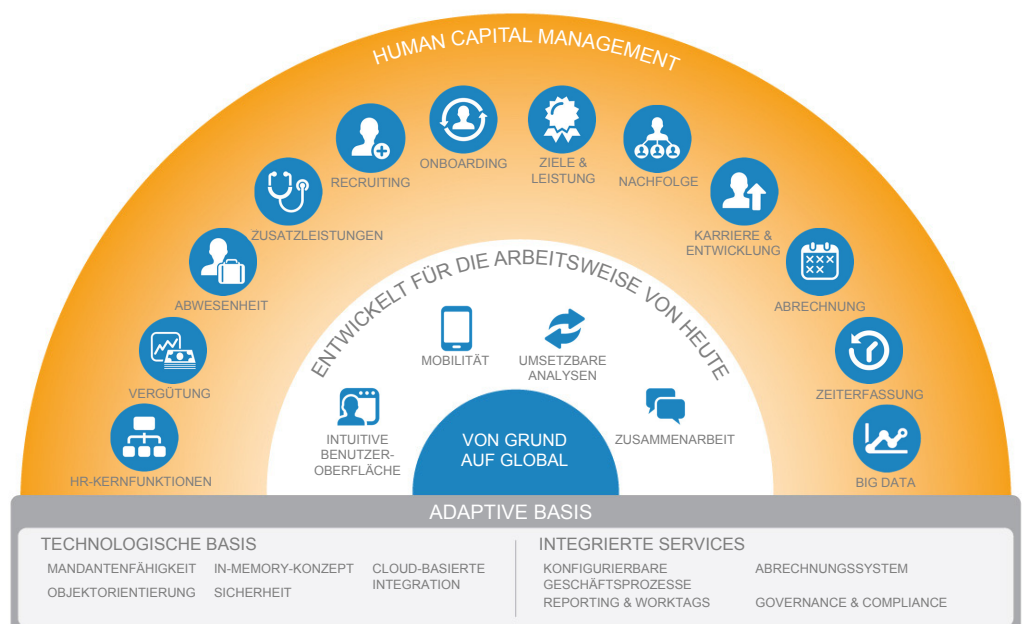 HUMAN CAPITAL MANAGEMENT
HR-KERNFUNKTIONEN
VERGÜTUNG
ABWESENHEIT
ZUSATZLEISTUNGEN
RECRUITING
ONBOARDING
ZIELE &
LEISTUNG
NACHFOLGE
KARRIERE &
ENTWICKLUNG
ABRECHNUNG
ZEITERFASSUNG
BIG DATA
ENTWICKELT FÜR DIE ARBEITSWEISE VON HEUTE
INTUITIVE
BENUTZER-
OBERFLÄCHE
MOBILITÄT
UMSETZBARE
ANALYSEN
ZUSAMMENARBEIT
VON GRUND
AUF GLOBAL
ADAPTIVE BASIS
TECHNOLOGISCHE BASIS
MANDANTENFÄHIGKEIT
IN-MEMORY-KONZEPT
CLOUD-BASIERTE
INTEGRATION
OBJEKTORIENTIERUNG
SICHERHEIT
INTEGRIERTE SERVICES
KONFIGURIERBARE
GESCHÄFTSPROZESSE
ABRECHNUNGSSYSTEM
REPORTING & WORKTAGS
GOVERNANCE & COMPLIANCE